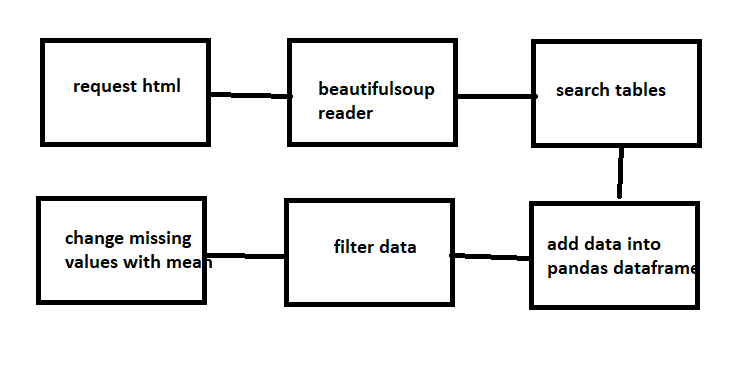 request html
beautifulsoup
reader
search tables
change missing
values with mean
filter data
add data into
pandas dataframe